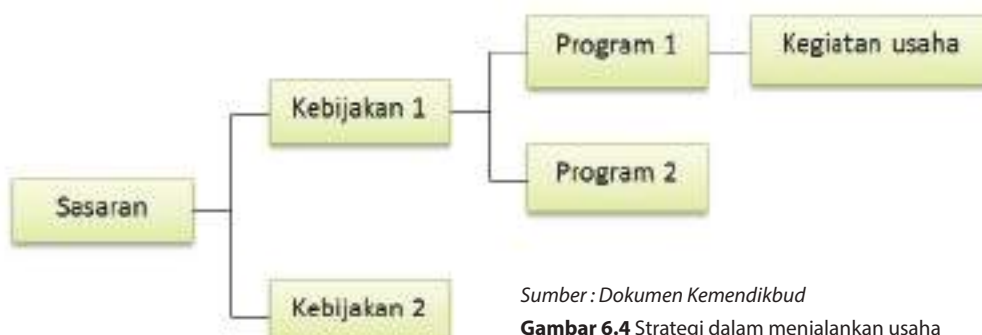 Program 1
Kegiatan usaha
Kebijakan 1
Program 2
Sasaran
Kebijakan 2
Sumber : Dokumen Kemendikbud
Gambar 6.4 Strategi dalam menjalankan usaha